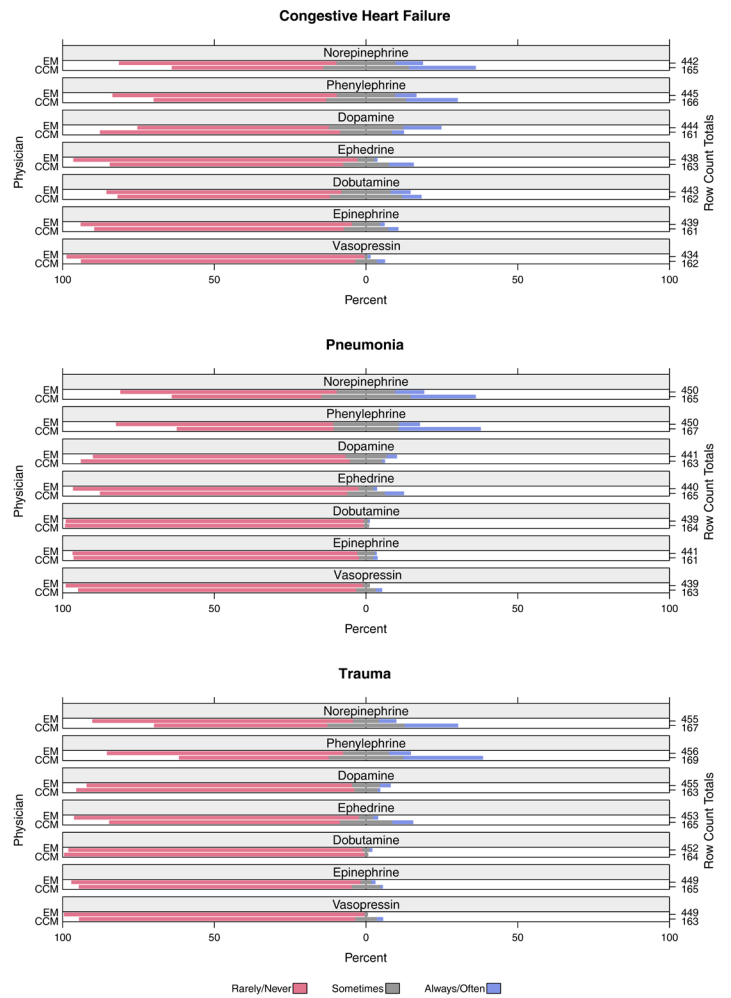 Congestive Heart Failure
Norepinephrine
EM 442
CCM 165
Phenylephrine
EM 445
CCM 166
Dopamine
EM 444
CCM 161
Ephedrine
EM 438
CCM 163
Dobutamine
EM 443
CCM 162
Epinephrine
EM 439
CCM 161
Vasopressin
EM 434
CCM 162
Physician
Row Count Totals
100 50 0 50 100
Percent
Pneumonia
Norepinephrine
EM 450
CCM 165
Phenylephrine
EM 450
CCM 167
Dopamine
EM 441
CCM 163
Ephedrine
EM 440
CCM 165
Dobutamine
EM 439
CCM 164
Epinephrine
EM 441
CCM 161
Vasopressin
EM 439
CCM 163
Physician
Row Count Totals
100 50 0 50 100
Percent
Trauma
Norepinephrine
EM 455
CCM 167
Phenylephrine
EM 456
CCM 169
Dopamine
EM 455
CCM 163
Ephedrine
EM 453
CCM 165
Dobutamine
EM 452
CCM 164
Epinephrine
EM 449
CCM 165
Vasopressin
EM 449
CCM 163
Physician
Row Count Totals
100 50 0 50 100
Percent
Rarely/Never Sometimes Always/Often